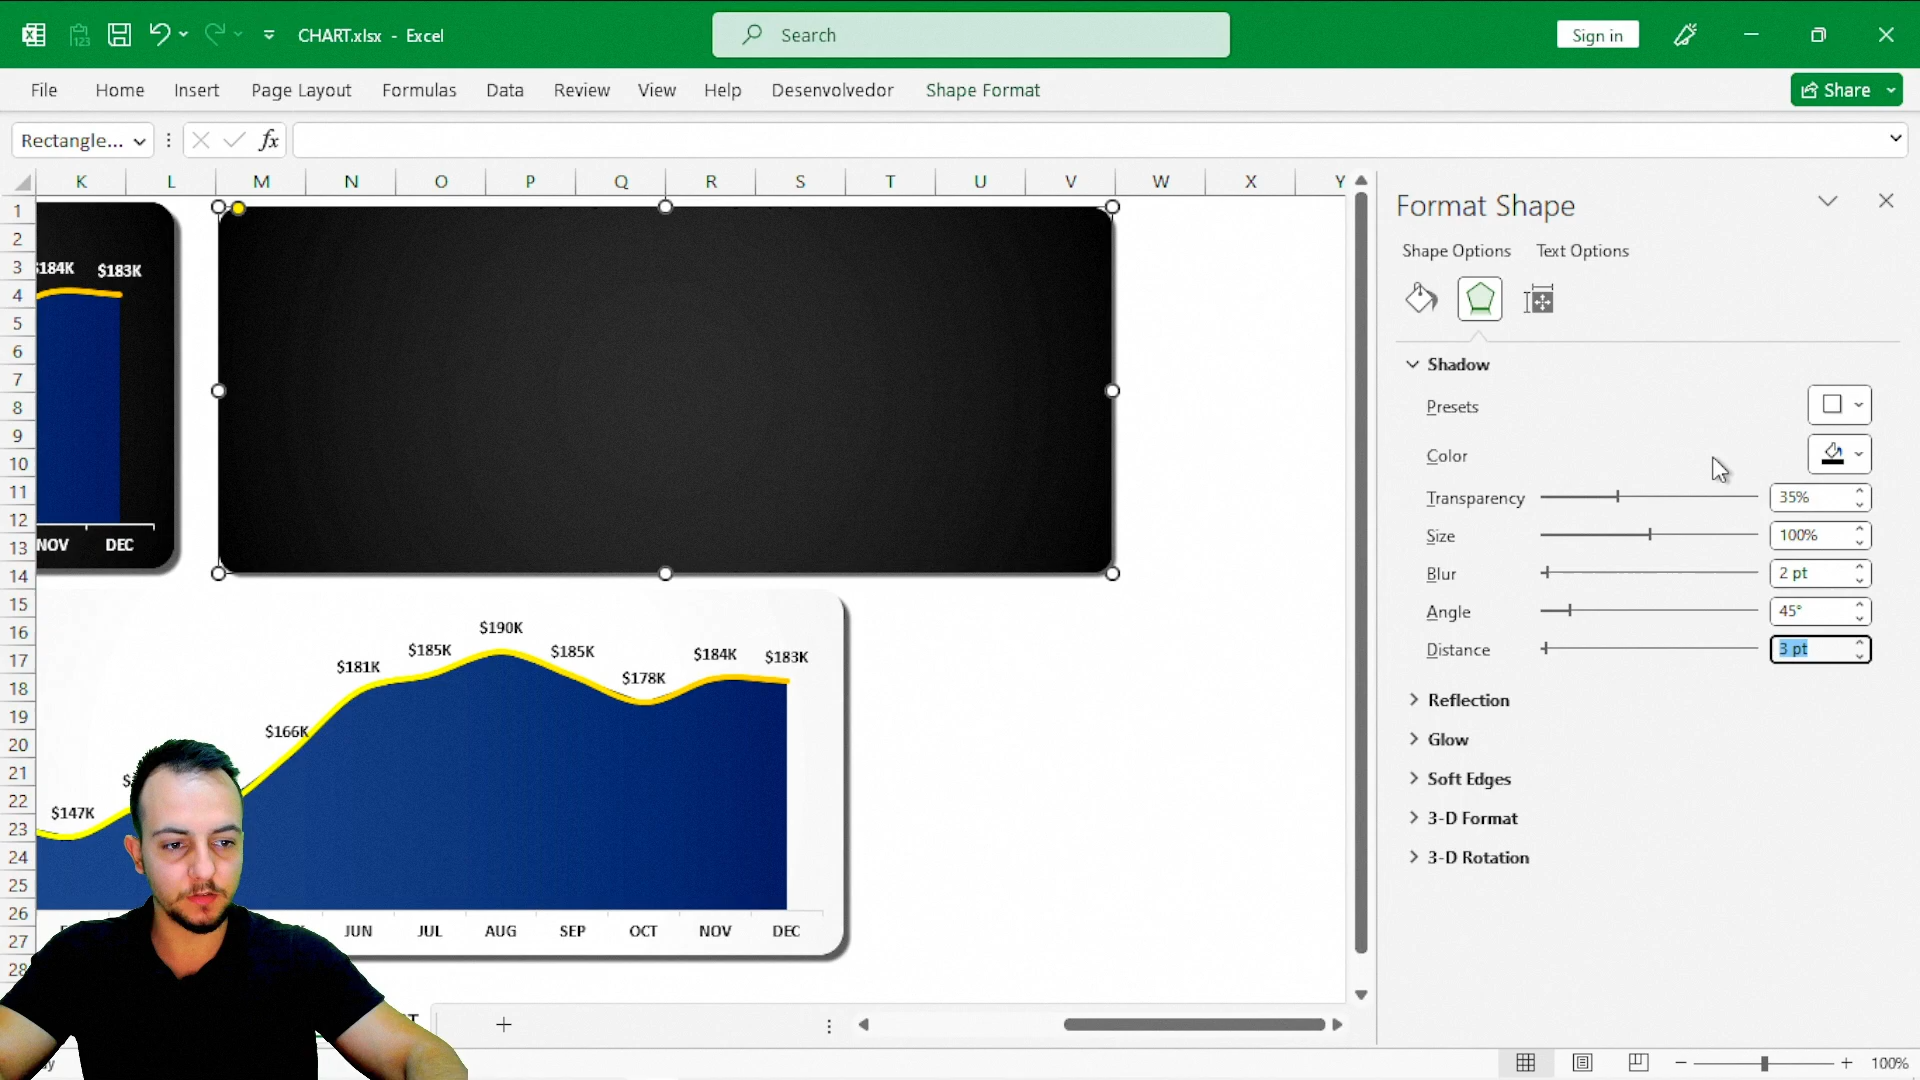 CHART.xlsx - Excel
Search
Sign in
File Home Insert Page Layout Formulas Data Review View Help Desenvolvedor Shape Format
Share
Rectangle...
fx
K L M N O P Q R S T U V W X Y
1
2
3
4
5
6
7
8
9
10
11
12
13
14
15
16
17
18
19
20
21
22
23
24
25
26
27
28
$184K $183K
NOV DEC
$147K
$166K
$181K
$185K
$190K
$185K
$178K
$184K
$183K
JUN JUL AUG SEP OCT NOV DEC
Format Shape
Shape Options Text Options
Shadow
Presets
Color
Transparency 35%
Size 100%
Blur 2 pt
Angle 45°
Distance 3 pt
Reflection
Glow
Soft Edges
3-D Format
3-D Rotation
100%